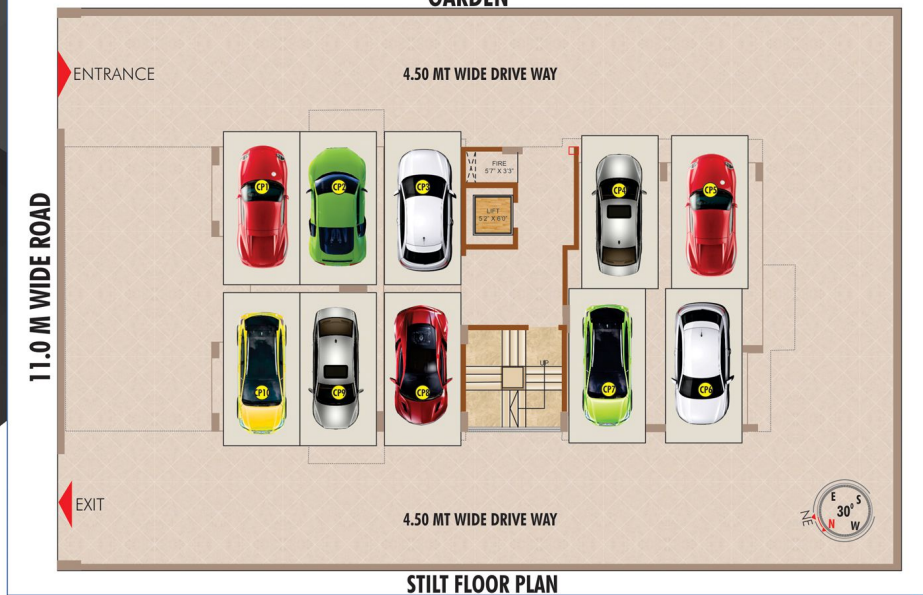 GARDEN
ENTRANCE
4.50 MT WIDE DRIVE WAY
11.0 M WIDE ROAD
CP1
CP2
CP3
FIRE
5'7" X 3'3"
CP4
CP5
LIFT
5'2" X 6'0"
CP10
CP9
CP8
UP
CP7
CP6
EXIT
4.50 MT WIDE DRIVE WAY
E S
30°
NE N W
STILT FLOOR PLAN